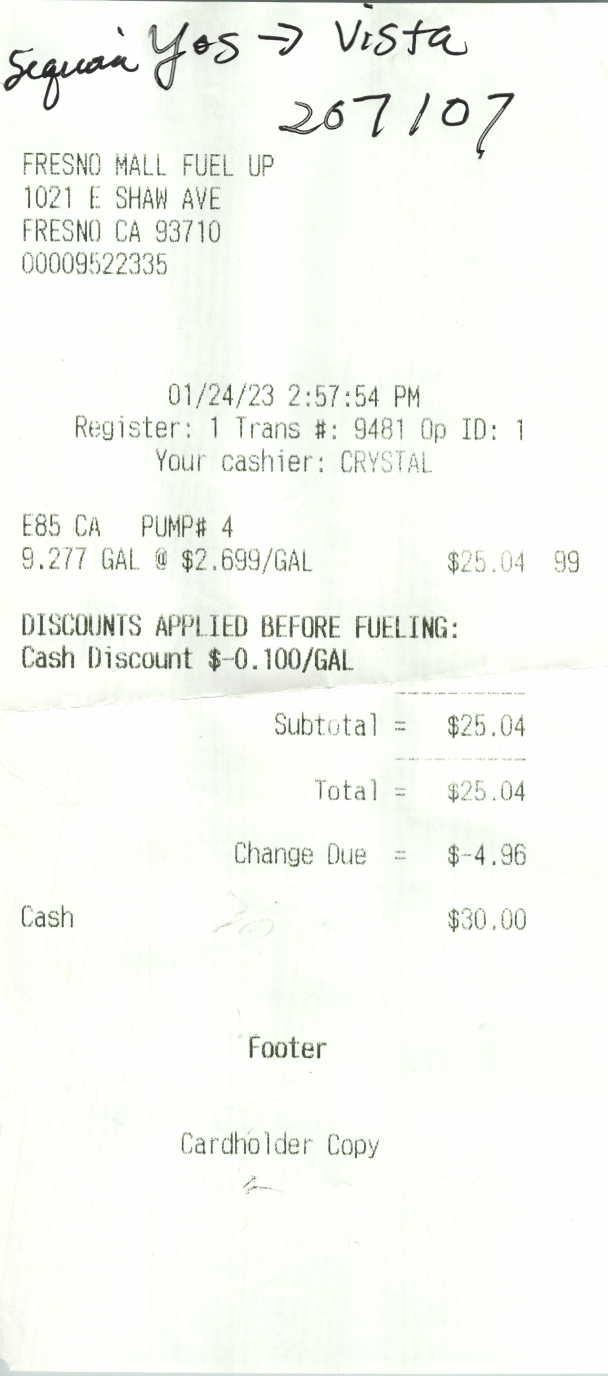 Sequoia Yos → Vista
207107
FRESNO MALL FUEL UP
1021 E SHAW AVE
FRESNO CA 93710
00009522335
01/24/23 2:57:54 PM
Register: 1 Trans #: 9481 Op ID: 1
Your cashier: CRYSTAL
E85 CA PUMP# 4
9.277 GAL @ $2.699/GAL $25.04 99
DISCOUNTS APPLIED BEFORE FUELING:
Cash Discount $-0.100/GAL
Subtotal = $25.04
Total = $25.04
Change Due = $-4.96
Cash $30.00
Footer
Cardholder Copy